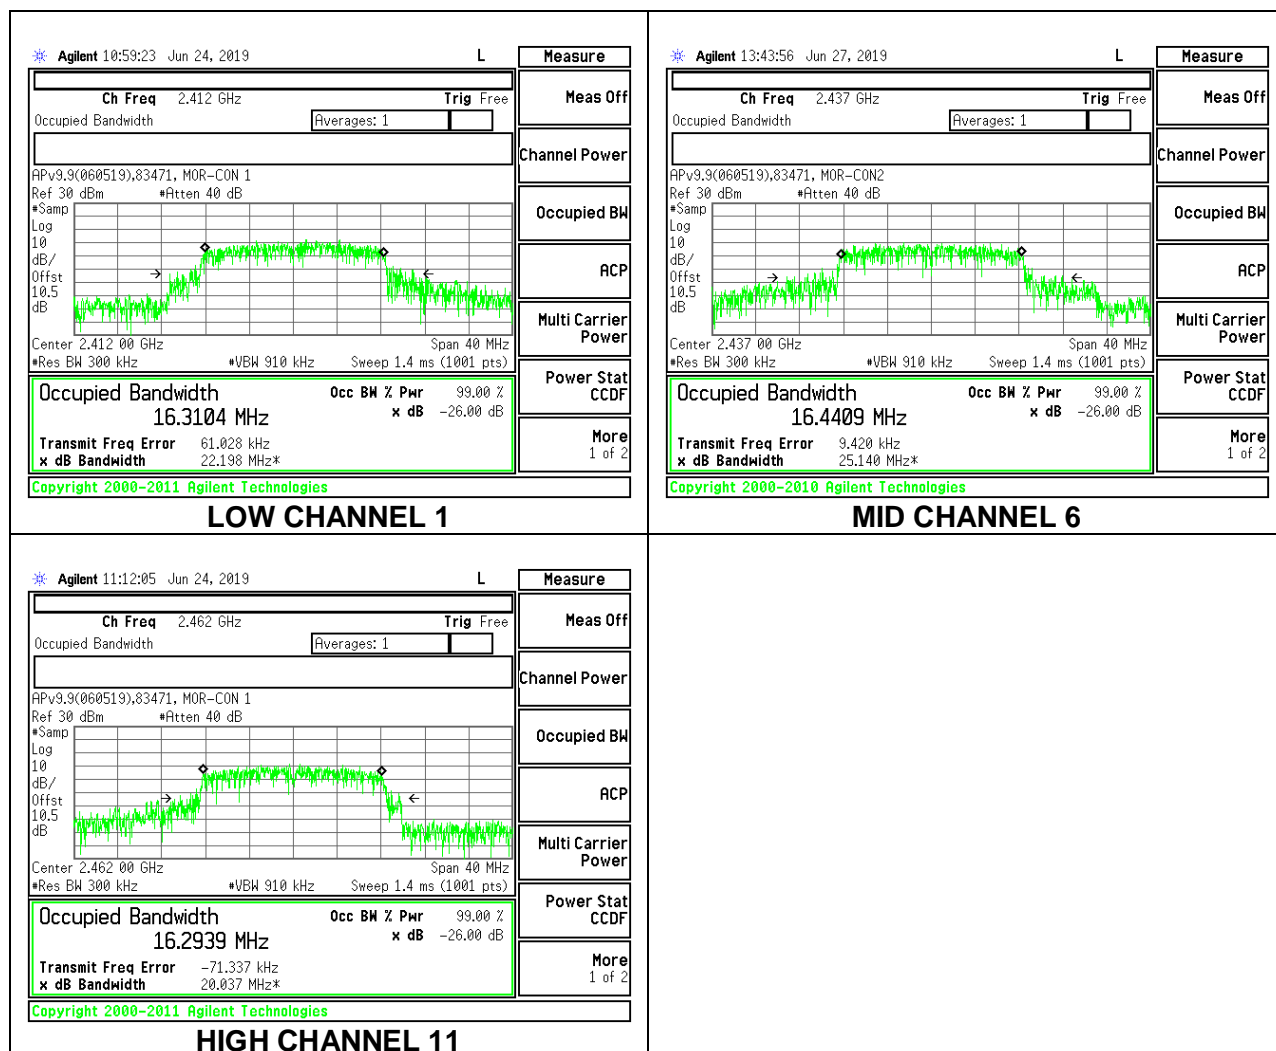 Agilent 10:59:23 Jun 24, 2019 L Measure
Ch Freq 2.412 GHz Trig Free
Meas Off
Occupied Bandwidth Averages: 1
Channel Power
APv9.9(060519),83471, MOR-CON 1
Ref 30 dBm #Atten 40 dB
#Samp
Log
10
dB/
Offst
10.5
dB
Occupied BW
ACP
Multi Carrier
Power
Center 2.412 00 GHz Span 40 MHz
#Res BW 300 kHz #VBW 910 kHz Sweep 1.4 ms (1001 pts)
Power Stat
CCDF
Occupied Bandwidth Occ BW % Pwr 99.00 %
16.3104 MHz x dB -26.00 dB
Transmit Freq Error 61.028 kHz
x dB Bandwidth 22.198 MHz*
More
1 of 2
Copyright 2000-2011 Agilent Technologies
LOW CHANNEL 1
Agilent 13:43:56 Jun 27, 2019 L Measure
Ch Freq 2.437 GHz Trig Free
Meas Off
Occupied Bandwidth Averages: 1
Channel Power
APv9.9(060519),83471, MOR-CON2
Ref 30 dBm #Atten 40 dB
#Samp
Log
10
dB/
Offst
10.5
dB
Occupied BW
ACP
Multi Carrier
Power
Center 2.437 00 GHz Span 40 MHz
#Res BW 300 kHz #VBW 910 kHz Sweep 1.4 ms (1001 pts)
Power Stat
CCDF
Occupied Bandwidth Occ BW % Pwr 99.00 %
16.4409 MHz x dB -26.00 dB
Transmit Freq Error 9.420 kHz
x dB Bandwidth 25.140 MHz*
More
1 of 2
Copyright 2000-2010 Agilent Technologies
MID CHANNEL 6
Agilent 11:12:05 Jun 24, 2019 L Measure
Ch Freq 2.462 GHz Trig Free
Meas Off
Occupied Bandwidth Averages: 1
Channel Power
APv9.9(060519),83471, MOR-CON 1
Ref 30 dBm #Atten 40 dB
#Samp
Log
10
dB/
Offst
10.5
dB
Occupied BW
ACP
Multi Carrier
Power
Center 2.462 00 GHz Span 40 MHz
#Res BW 300 kHz #VBW 910 kHz Sweep 1.4 ms (1001 pts)
Power Stat
CCDF
Occupied Bandwidth Occ BW % Pwr 99.00 %
16.2939 MHz x dB -26.00 dB
Transmit Freq Error -71.337 kHz
x dB Bandwidth 20.037 MHz*
More
1 of 2
Copyright 2000-2011 Agilent Technologies
HIGH CHANNEL 11